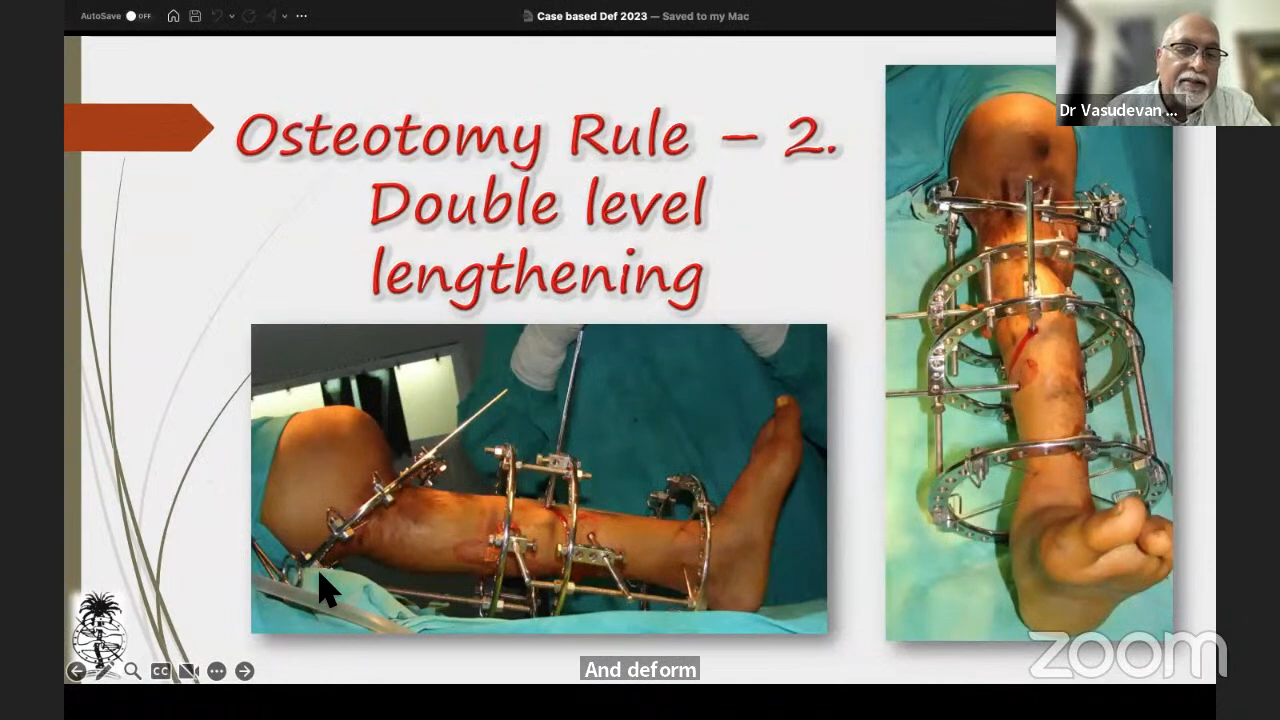 AutoSave OFF
Case based Def 2023 — Saved to my Mac
Dr Vasudevan ...
Osteotomy Rule – 2.
Double level
lengthening
CC
And deform
zoom